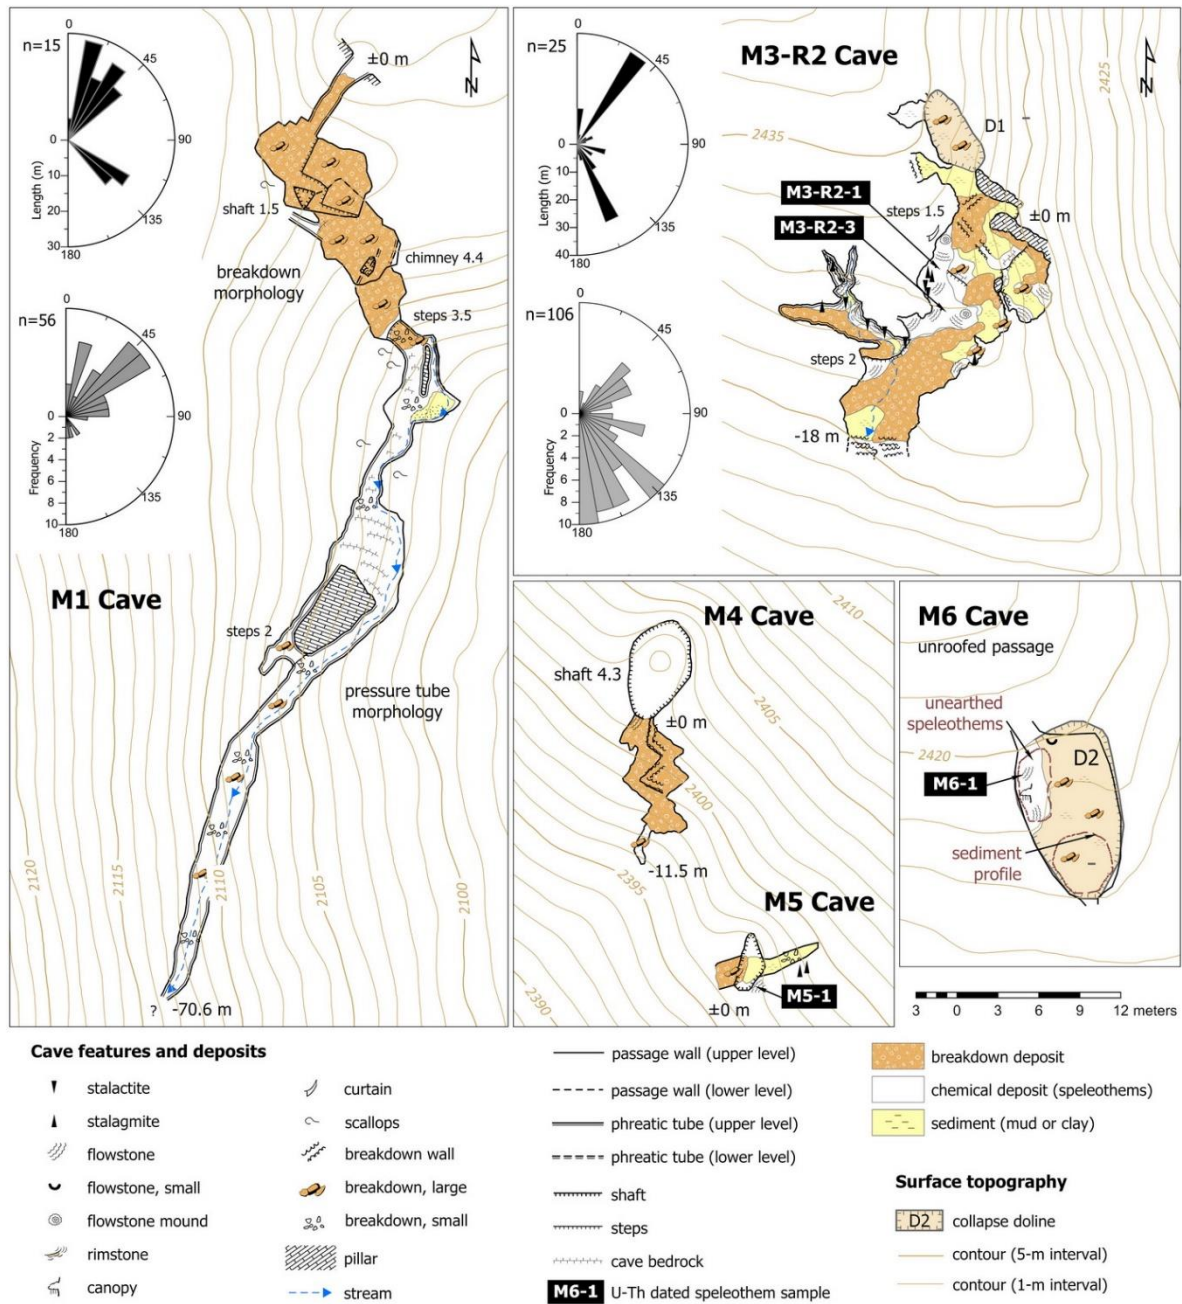 0
n=15
45
0
90
10
20
30
Length (m)
135
180
±0 m
N
shaft 1.5
chimney 4.4
breakdown
morphology
steps 3.5
0
n=56
45
0
90
2
4
6
8
10
Frequency
135
180
M1 Cave
steps 2
pressure tube
morphology
2120
2115
2110
2105
2100
?
-70.6 m
0
n=25
45
0
90
10
20
30
40
Length (m)
135
180
M3-R2 Cave
N
2425
2435
D1
M3-R2-1
steps 1.5
±0 m
M3-R2-3
steps 2
-18 m
0
n=106
45
0
90
2
4
6
8
10
Frequency
135
180
M4 Cave
2410
shaft 4.3
2405
±0 m
2400
-11.5 m
2395
M5 Cave
M5-1
2390
±0 m
M6 Cave
unroofed passage
unearthed
speleothems
2420
D2
M6-1
sediment
profile
3 0 3 6 9 12 meters
Cave features and deposits
stalactite
stalagmite
flowstone
flowstone, small
flowstone mound
rimstone
canopy
curtain
scallops
breakdown wall
breakdown, large
breakdown, small
pillar
stream
passage wall (upper level)
passage wall (lower level)
phreatic tube (upper level)
phreatic tube (lower level)
shaft
steps
cave bedrock
M6-1 U-Th dated speleothem sample
breakdown deposit
chemical deposit (speleothems)
sediment (mud or clay)
Surface topography
D2 collapse doline
contour (5-m interval)
contour (1-m interval)